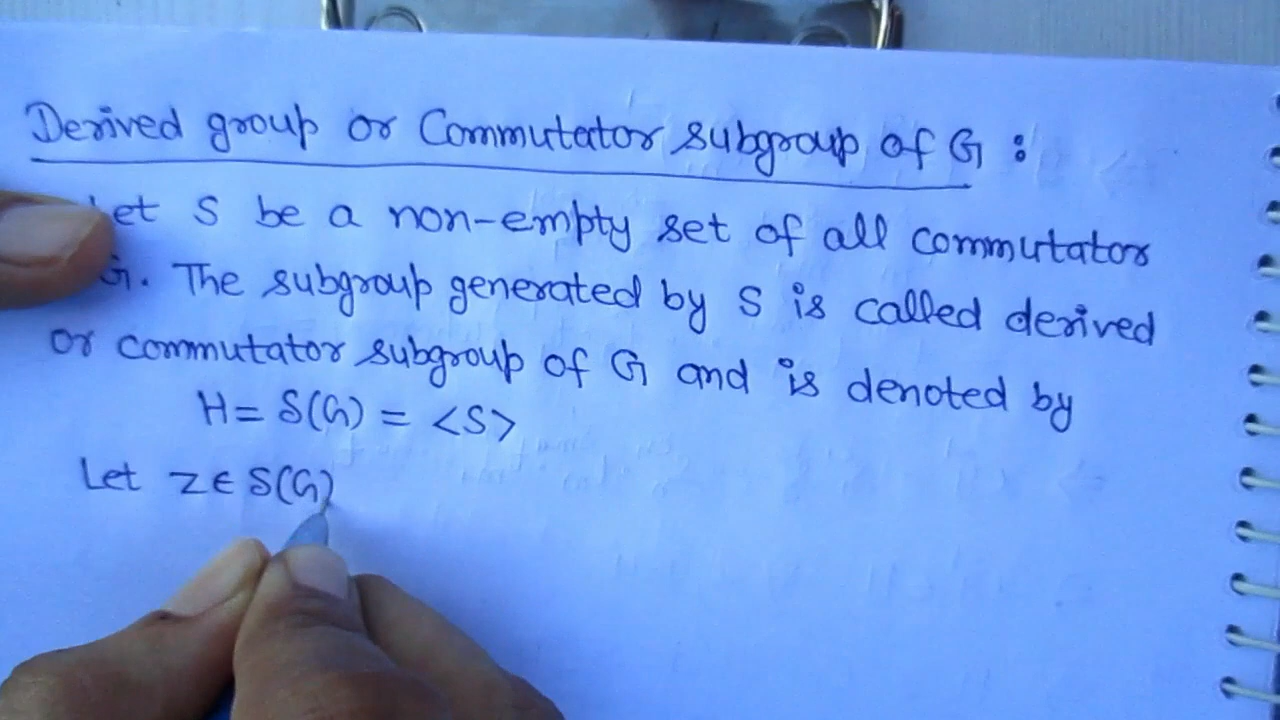 Derived group or Commutator subgroup of G :
et S be a non-empty set of all commutator
G. The subgroup generated by S is called derived
or commutator subgroup of G and is denoted by
H = S(G) = <S>
Let z ∈ S(G)